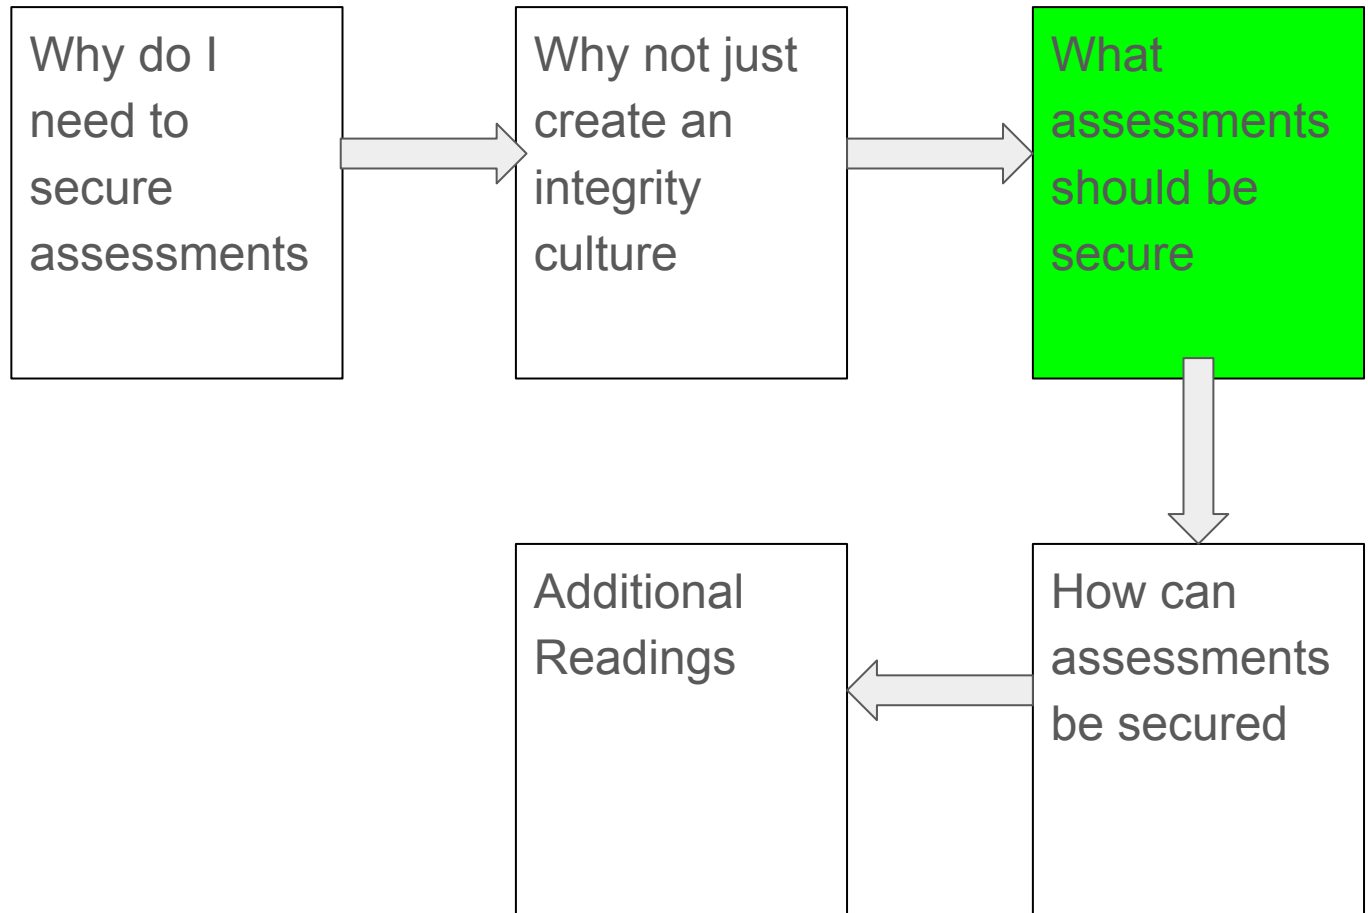 Why do I
need to
secure
assessments
Why not just
create an
integrity
culture
What
assessments
should be
secure
How can
assessments
be secured
Additional
Readings